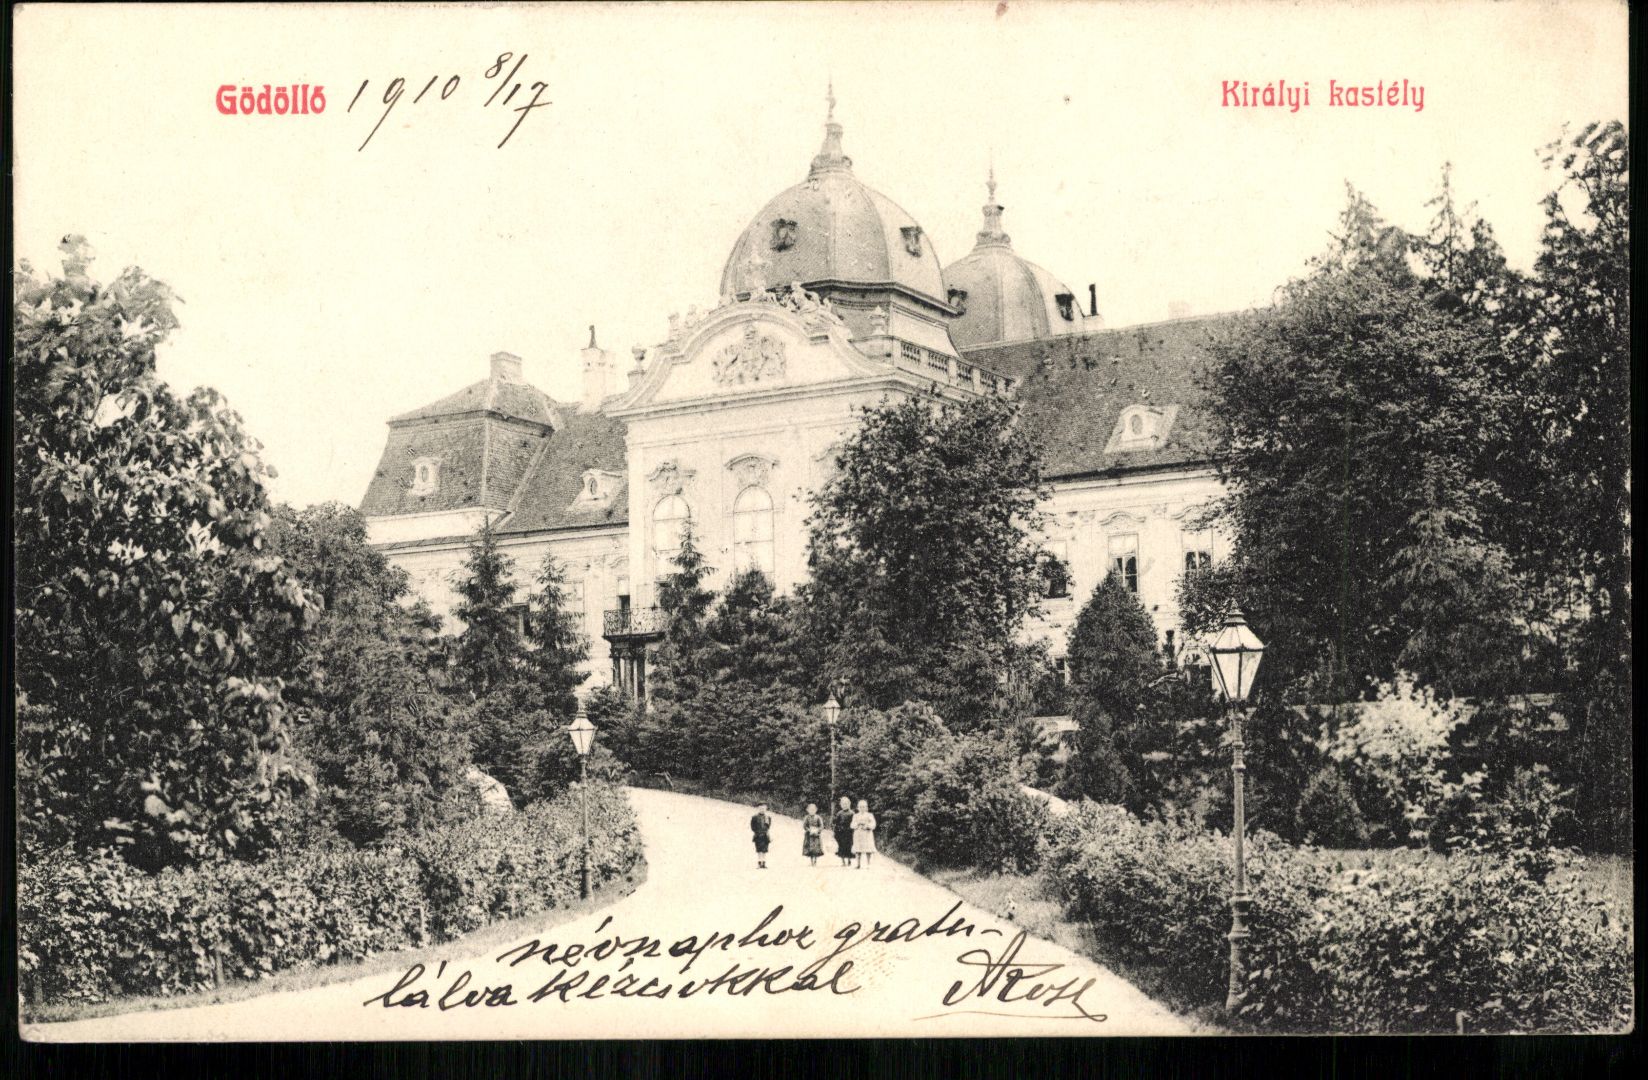 Gödöllő 1910 8/17
Királyi kastély
névnaphoz gratu-
lálva kézcsókkal